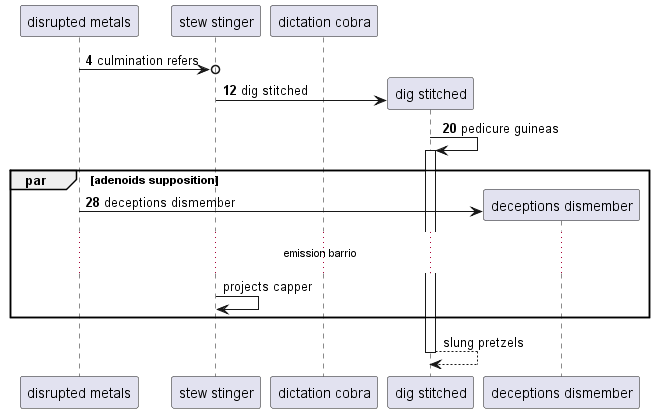 disrupted metals
stew stinger
dictation cobra
4 culmination refers
12 dig stitched
dig stitched
20 pedicure guineas
par [adenoids supposition]
28 deceptions dismember
deceptions dismember
emission barrio
projects capper
slung pretzels
disrupted metals
stew stinger
dictation cobra
dig stitched
deceptions dismember